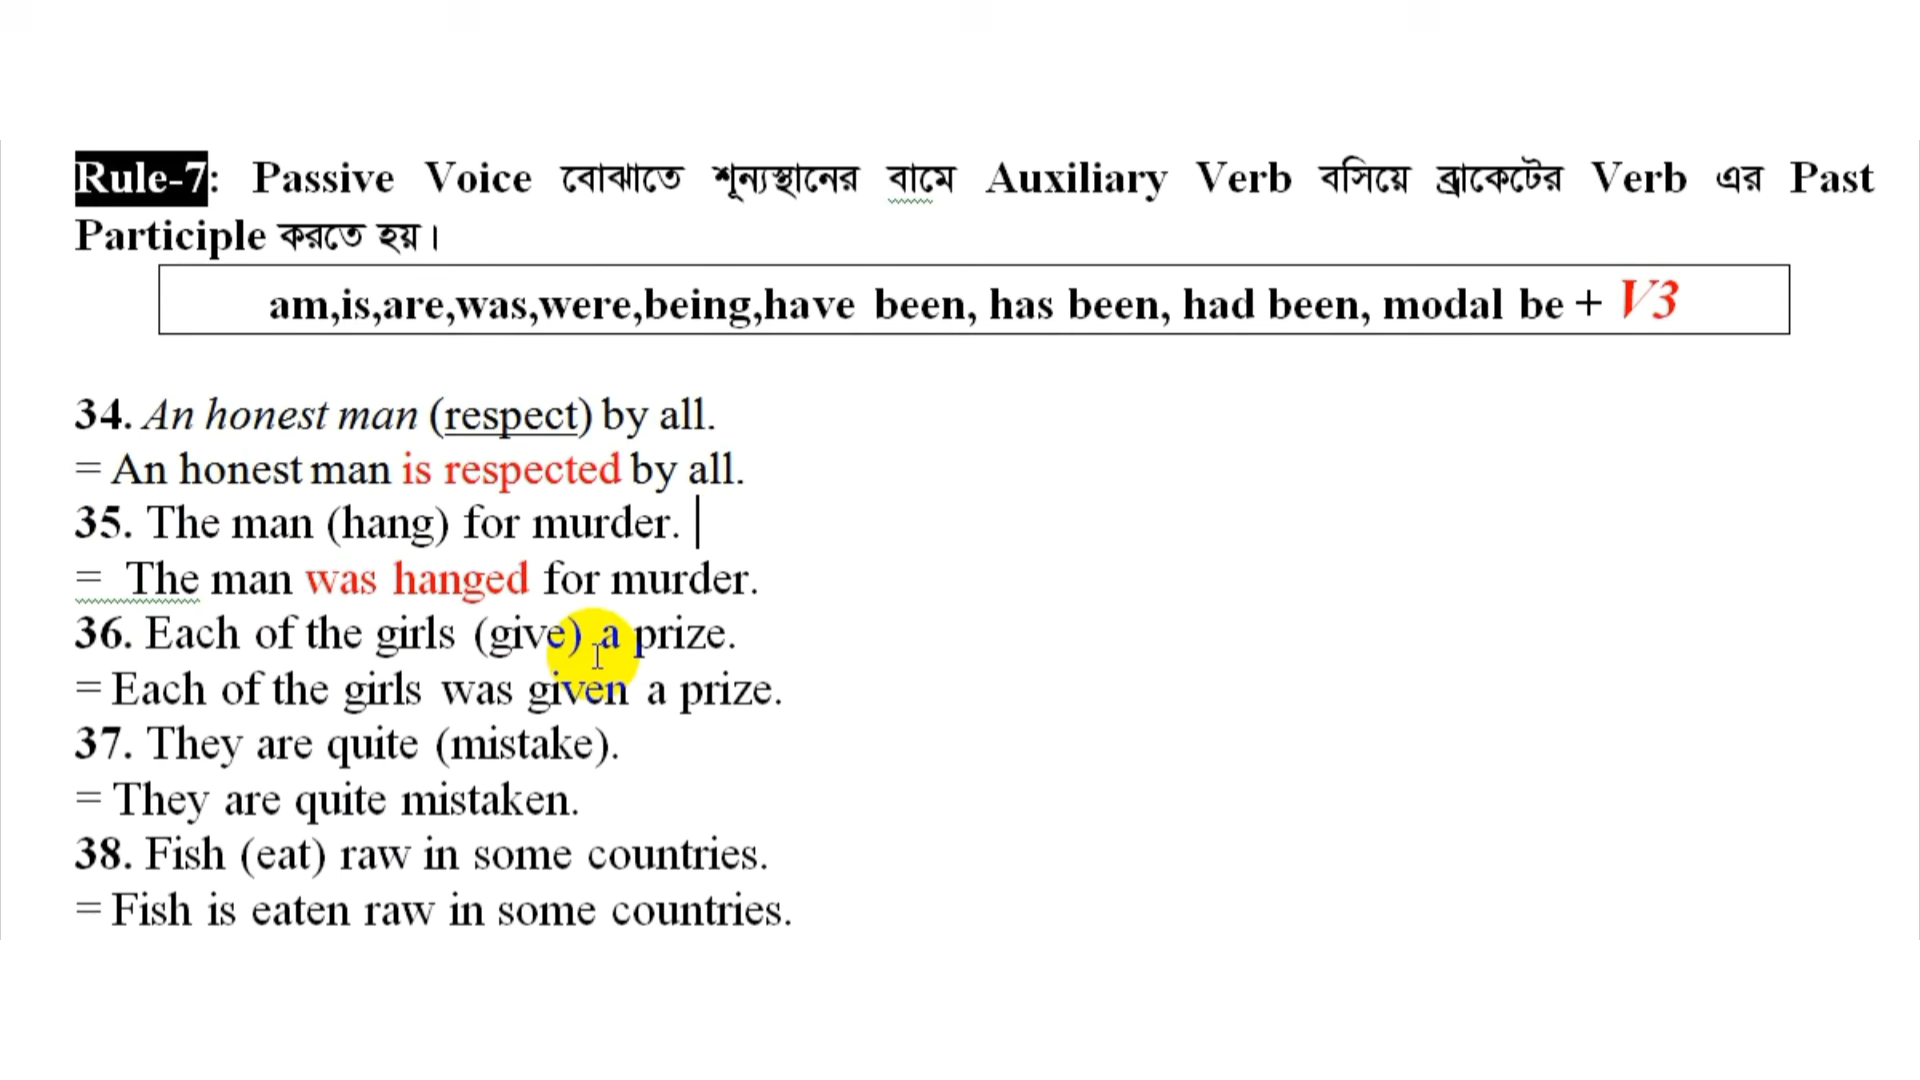 Rule-7: Passive Voice বোঝাতে শূন্যস্থানের বামে Auxiliary Verb বসিয়ে ব্রাকেটের Verb এর Past
Participle করতে হয়।
am,is,are,was,were,being,have been, has been, had been, modal be + V3
34. An honest man (respect) by all.
= An honest man is respected by all.
35. The man (hang) for murder.
= The man was hanged for murder.
36. Each of the girls (give) a prize.
= Each of the girls was given a prize.
37. They are quite (mistake).
= They are quite mistaken.
38. Fish (eat) raw in some countries.
= Fish is eaten raw in some countries.